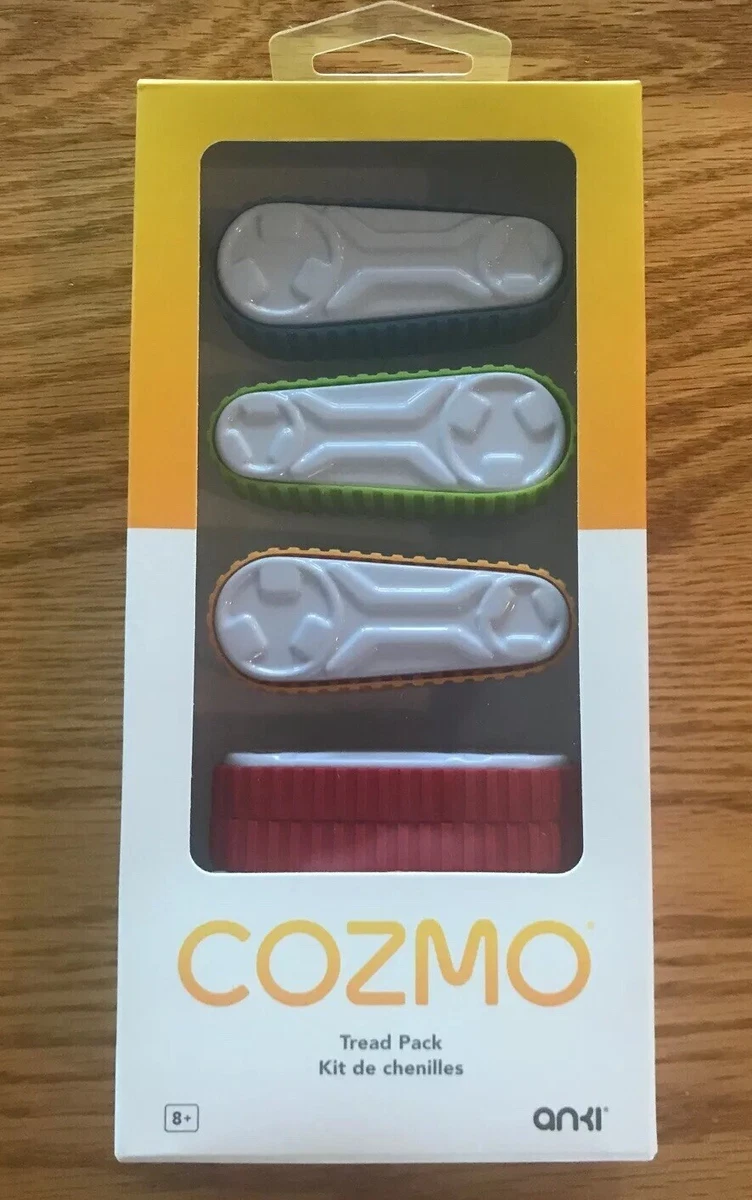 COZMO
Tread Pack
Kit de chenilles
8+
anki